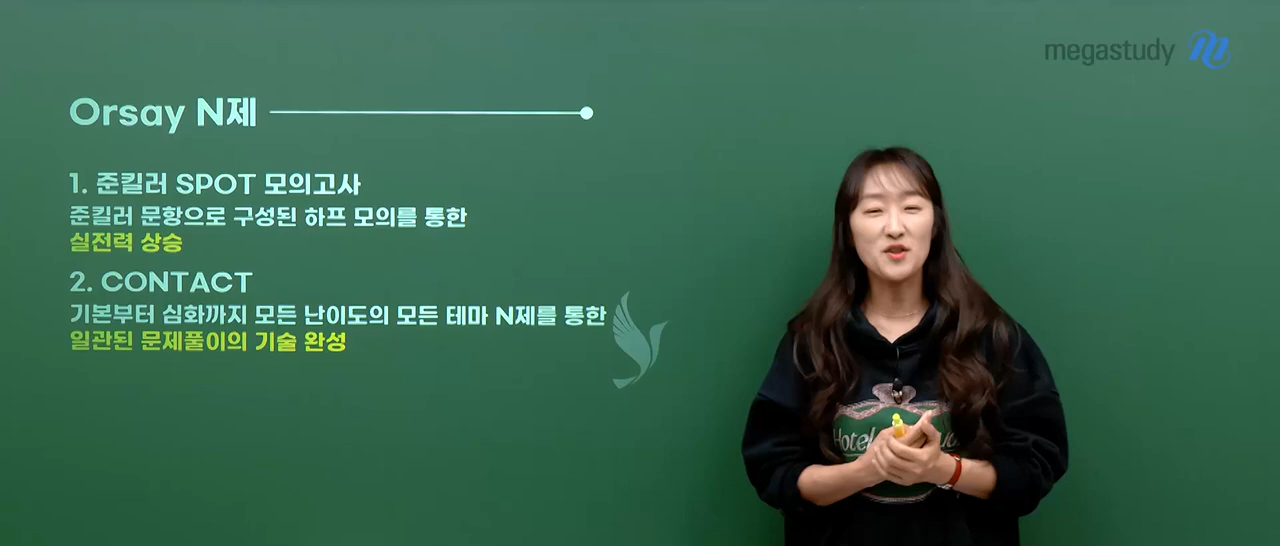 megastudy
Orsay N제
1. 준킬러 SPOT 모의고사
준킬러 문항으로 구성된 하프 모의를 통한
실전력 상승
2. CONTACT
기본부터 심화까지 모든 난이도의 모든 테마 N제를 통한
일관된 문제풀이의 기술 완성
Hotel